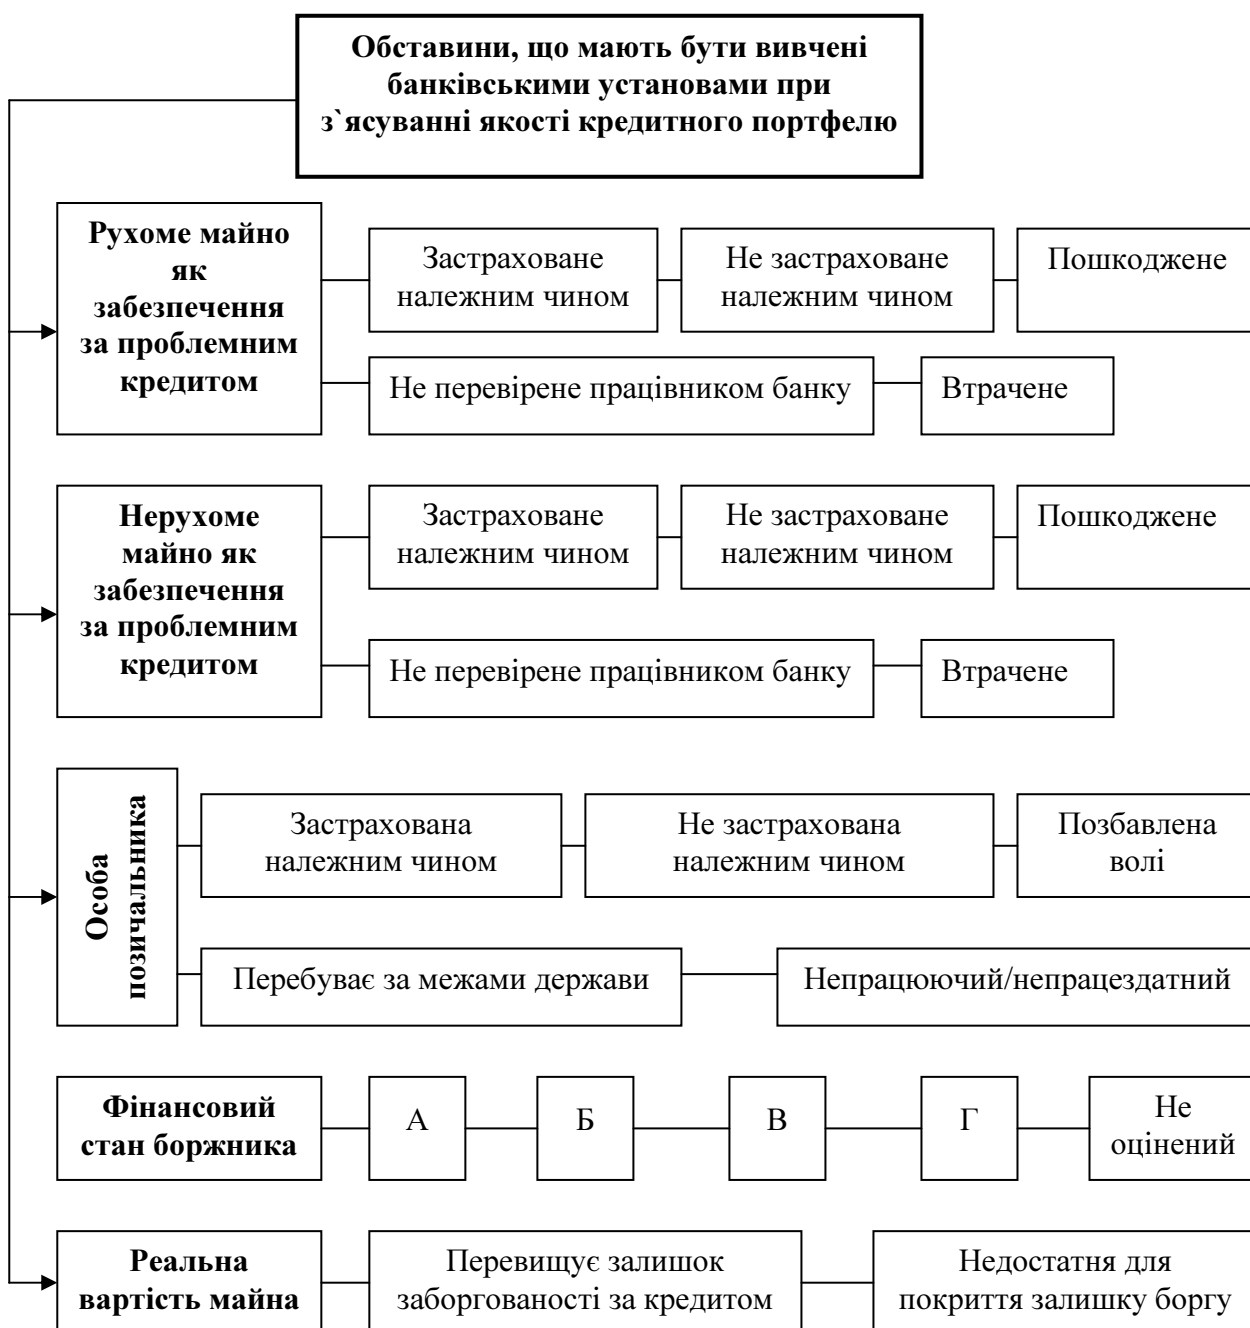 Обставини, що мають бути вивчені
банківськими установами при
з`ясуванні якості кредитного портфелю
Рухоме майно
як
забезпечення
за проблемним
кредитом
Застраховане
належним чином
Не застраховане
належним чином
Пошкоджене
Не перевірене працівником банку
Втрачене
Нерухоме
майно як
забезпечення
за проблемним
кредитом
Застраховане
належним чином
Не застраховане
належним чином
Пошкоджене
Не перевірене працівником банку
Втрачене
Особа
позичальника
Застрахована
належним чином
Не застрахована
належним чином
Позбавлена
волі
Перебуває за межами держави
Непрацюючий/непрацездатний
Фінансовий
стан боржника
А
Б
В
Г
Не
оцінений
Реальна
вартість майна
Перевищує залишок
заборгованості за кредитом
Недостатня для
покриття залишку боргу